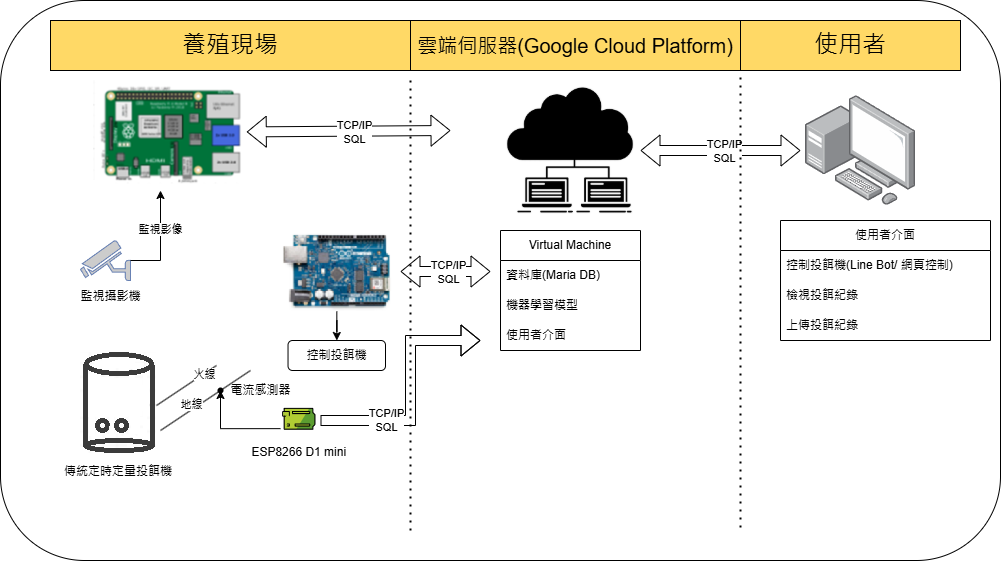 養殖現場
雲端伺服器(Google Cloud Platform)
使用者
TCP/IP
SQL
TCP/IP
SQL
監視影像
監視攝影機
TCP/IP
SQL
控制投餌機
Virtual Machine
資料庫(Maria DB)
機器學習模型
使用者介面
使用者介面
控制投餌機(Line Bot/ 網頁控制)
檢視投餌紀錄
上傳投餌紀錄
火線
地線
電流感測器
TCP/IP
SQL
ESP8266 D1 mini
傳統定時定量投餌機
HDMI